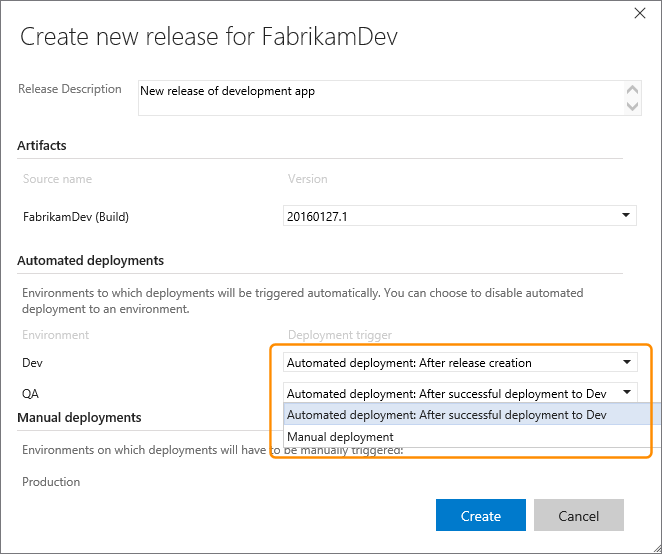 Create new release for FabrikamDev
Release Description
New release of development app
Artifacts
Source name Version
FabrikamDev (Build) 20160127.1
Automated deployments
Environments to which deployments will be triggered automatically. You can choose to disable automated
deployment to an environment.
Environment Deployment trigger
Dev Automated deployment: After release creation
QA Automated deployment: After successful deployment to Dev
Automated deployment: After successful deployment to Dev
Manual deployment
Manual deployments
Environments on which deployments will have to be manually triggered:
Production
Create Cancel